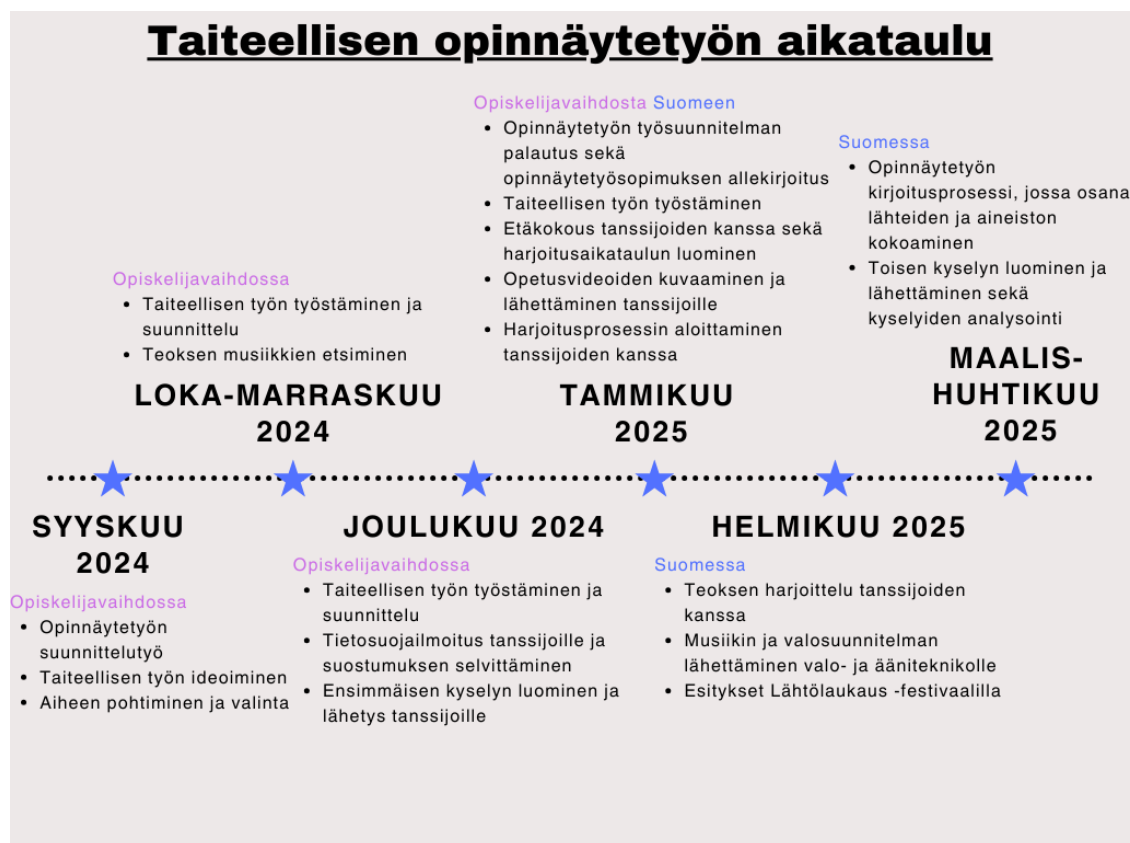 Taiteellisen opinnäytetyön aikataulu
Opiskelijavaihdossa
• Taiteellisen työn työstäminen ja
suunnittelu
• Teoksen musiikkien etsiminen
LOKA-MARRASKUU
2024
Opiskelijavaihdosta Suomeen
• Opinnäytetyön työsuunnitelman
palautus sekä
opinnäytetyösopimuksen allekirjoitus
• Taiteellisen työn työstäminen
• Etäkokous tanssijoiden kanssa sekä
harjoitusaikataulun luominen
• Opetusvideoiden kuvaaminen ja
lähettäminen tanssijoille
• Harjoitusprosessin aloittaminen
tanssijoiden kanssa
TAMMIKUU
2025
Suomessa
• Opinnäytetyön
kirjoitusprosessi, jossa osana
lähteiden ja aineiston
kokoaminen
• Toisen kyselyn luominen ja
lähettäminen sekä
kyselyiden analysointi
MAALIS-
HUHTIKUU
2025
SYYSKUU
2024
Opiskelijavaihdossa
• Opinnäytetyön
suunnittelutyö
• Taiteellisen työn ideoiminen
• Aiheen pohtiminen ja valinta
JOULUKUU 2024
Opiskelijavaihdossa
• Taiteellisen työn työstäminen ja
suunnittelu
• Tietosuojailmoitus tanssijoille ja
suostumuksen selvittäminen
• Ensimmäisen kyselyn luominen ja
lähetys tanssijoille
HELMIKUU 2025
Suomessa
• Teoksen harjoittelu tanssijoiden
kanssa
• Musiikin ja valosuunnitelman
lähettäminen valo- ja ääniteknikolle
• Esitykset Lähtölaukaus -festivaalilla